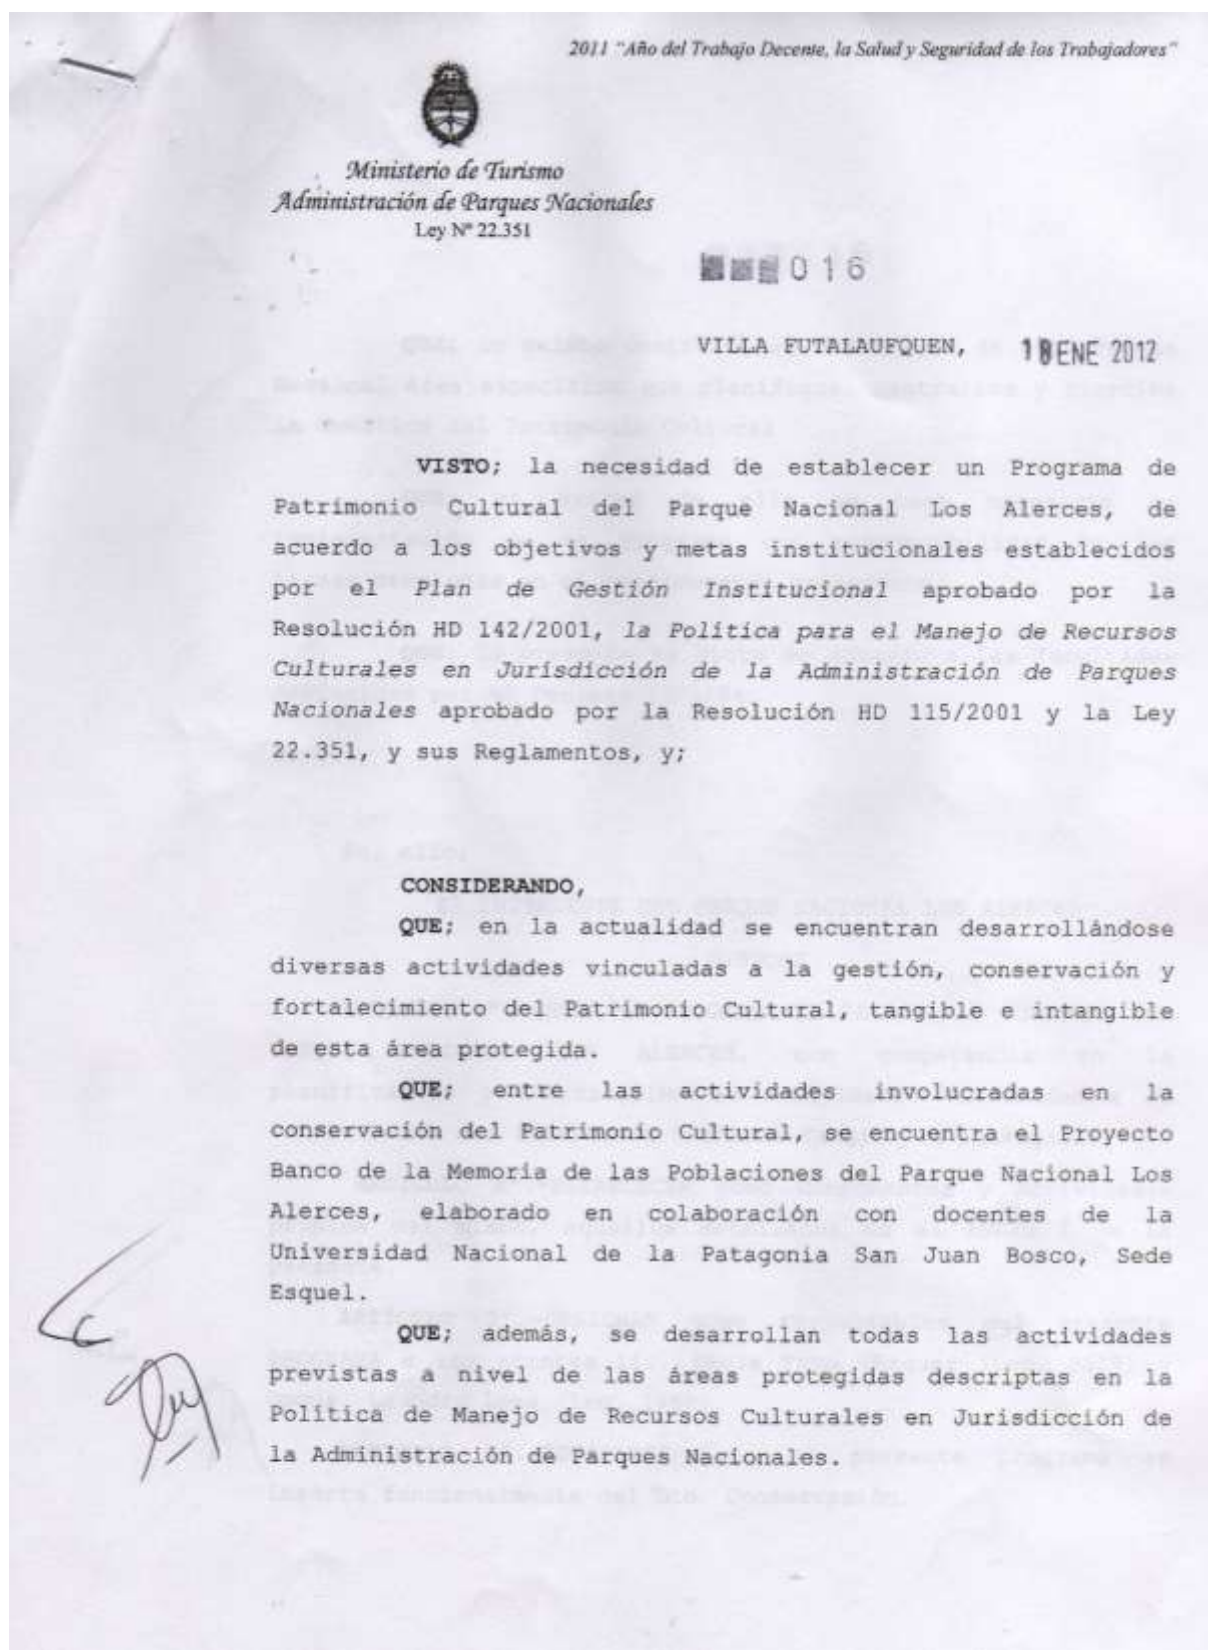 2011 "Año del Trabajo Decente, la Salud y Seguridad de los Trabajadores"
Ministerio de Turismo
Administración de Parques Nacionales
Ley Nº 22.351
016
VILLA FUTALAUFQUEN, 18 ENE 2012
VISTO; la necesidad de establecer un Programa de
Patrimonio Cultural del Parque Nacional Los Alerces, de
acuerdo a los objetivos y metas institucionales establecidos
por el Plan de Gestión Institucional aprobado por la
Resolución HD 142/2001, la Política para el Manejo de Recursos
Culturales en Jurisdicción de la Administración de Parques
Nacionales aprobado por la Resolución HD 115/2001 y la Ley
22.351, y sus Reglamentos, y;
CONSIDERANDO,
QUE; en la actualidad se encuentran desarrollándose
diversas actividades vinculadas a la gestión, conservación y
fortalecimiento del Patrimonio Cultural, tangible e intangible
de esta área protegida.
QUE; entre las actividades involucradas en la
conservación del Patrimonio Cultural, se encuentra el Proyecto
Banco de la Memoria de las Poblaciones del Parque Nacional Los
Alerces, elaborado en colaboración con docentes de la
Universidad Nacional de la Patagonia San Juan Bosco, Sede
Esquel.
QUE; además, se desarrollan todas las actividades
previstas a nivel de las áreas protegidas descriptas en la
Política de Manejo de Recursos Culturales en Jurisdicción de
la Administración de Parques Nacionales.